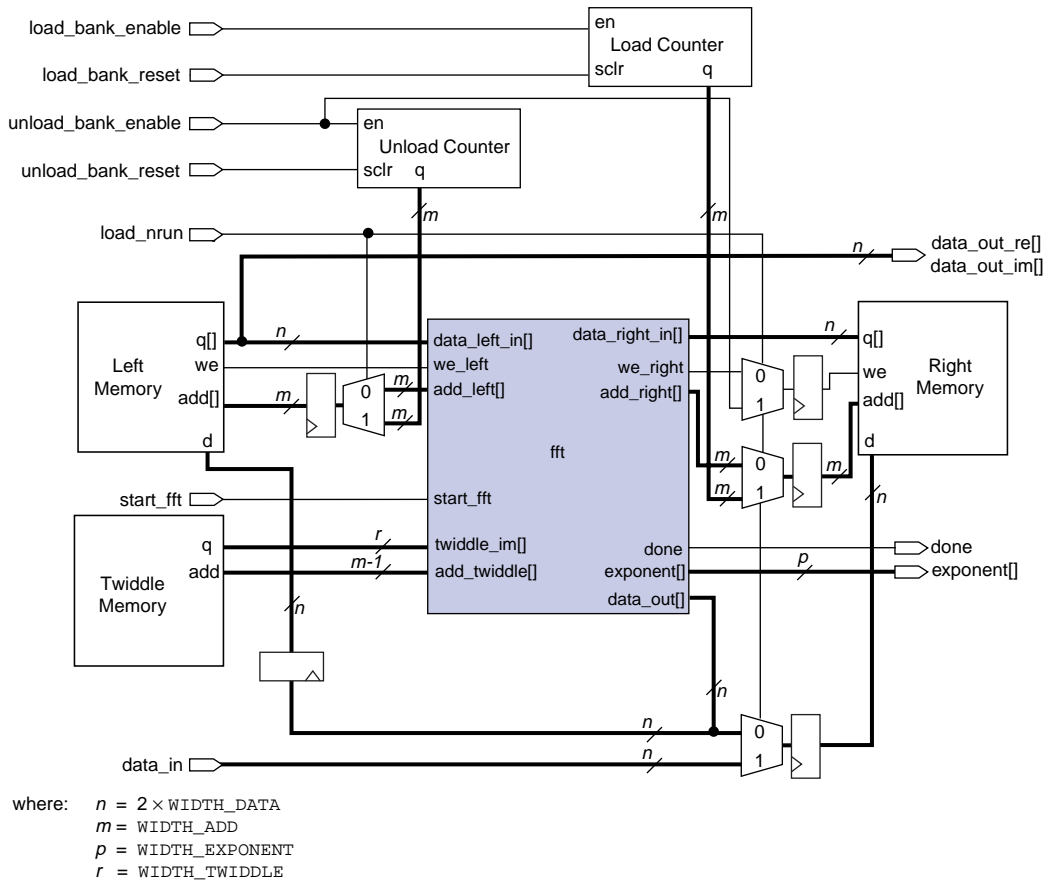 load_bank_enable
en
Load Counter
load_bank_reset
sclr q
unload_bank_enable
en
Unload Counter
unload_bank_reset
sclr q
m
m
load_nrun
n
data_out_re[]
data_out_im[]
q[]
n
data_left_in[]
data_right_in[]
n
q[]
Left
Memory
we
we_left
we_right
0
we
Right
Memory
add[]
m
0
m
add_left[]
add_right[]
1
add[]
1
m
d
fft
d
m
0
m
m
1
n
start_fft
start_fft
q
r
twiddle_im[]
done
done
add
m-1
add_twiddle[]
exponent[]
p
exponent[]
Twiddle
Memory
n
data_out[]
n
n
0
data_in
n
1
where: n = 2 × WIDTH_DATA
m = WIDTH_ADD
p = WIDTH_EXPONENT
r = WIDTH_TWIDDLE